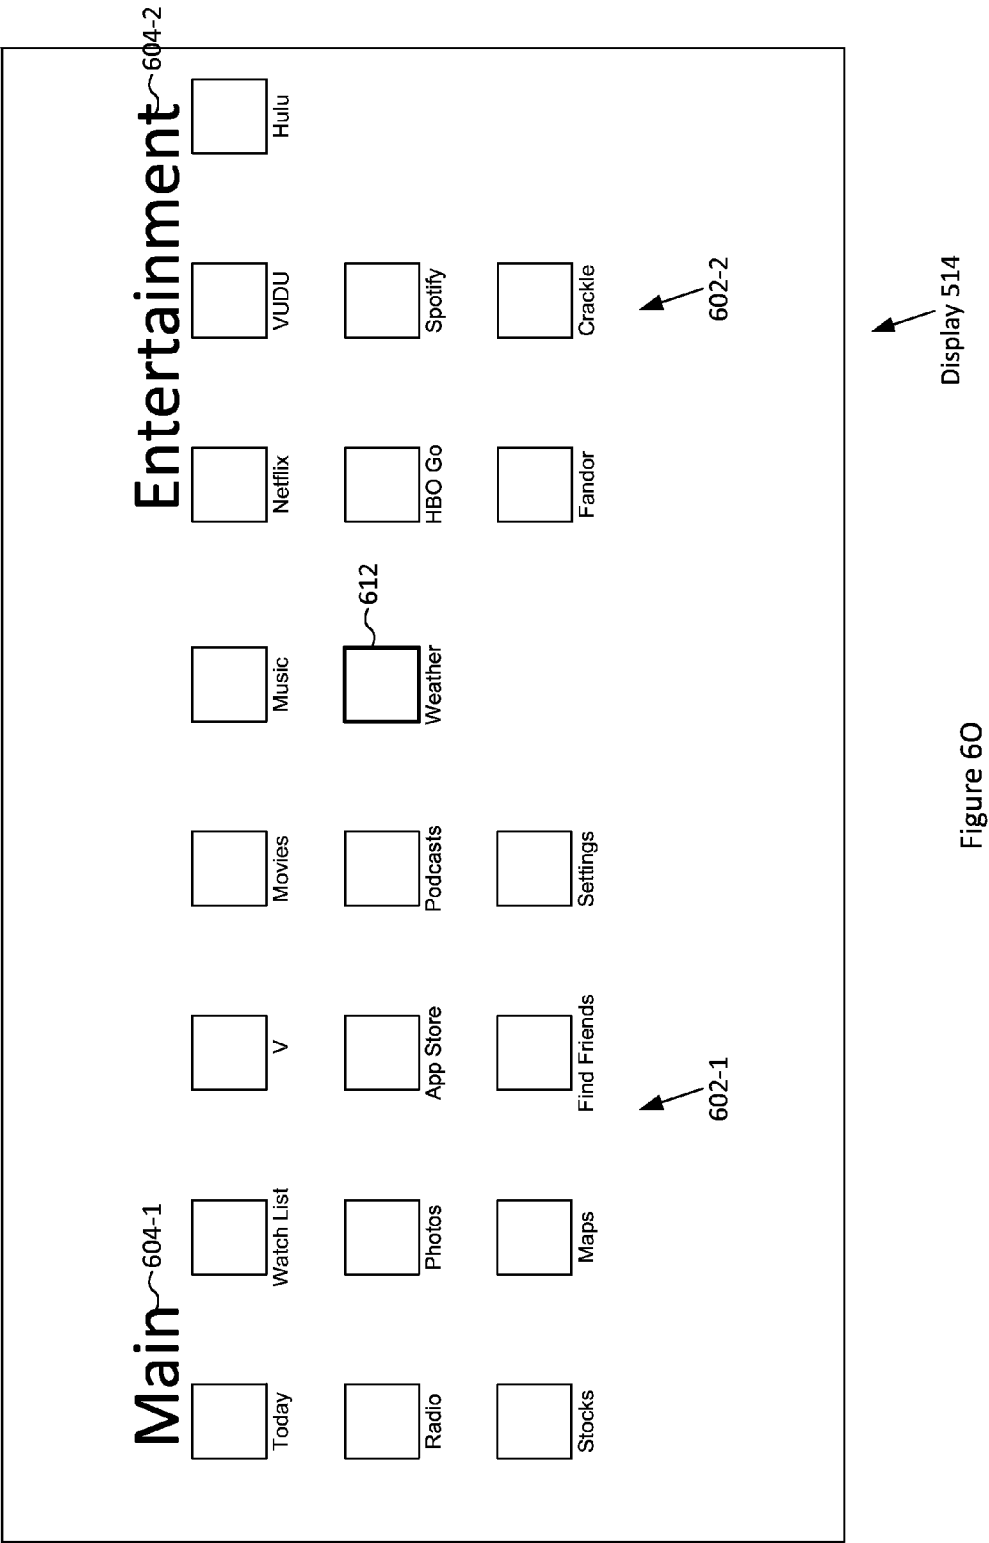 Main 604-1 Entertainment 604-2
Today Watch List V Movies Music Netflix VUDU Hulu
612
Radio Photos App Store Podcasts Weather HBO Go Spotify
Stocks Maps Find Friends Settings Fandor Crackle
602-1 602-2
Display 514
Figure 6O